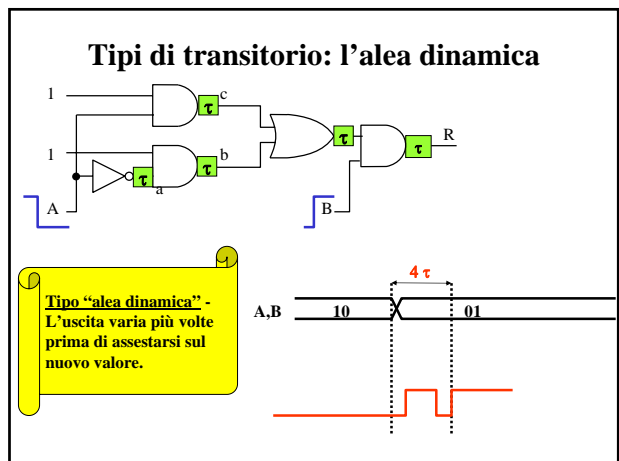 Tipi di transitorio: l'alea dinamica
1
c
τ
1
b
τ
τ
a
A
τ
R
τ
B
Tipo “alea dinamica” -
L'uscita varia più volte
prima di assestarsi sul
nuovo valore.
4 τ
A,B
10
01